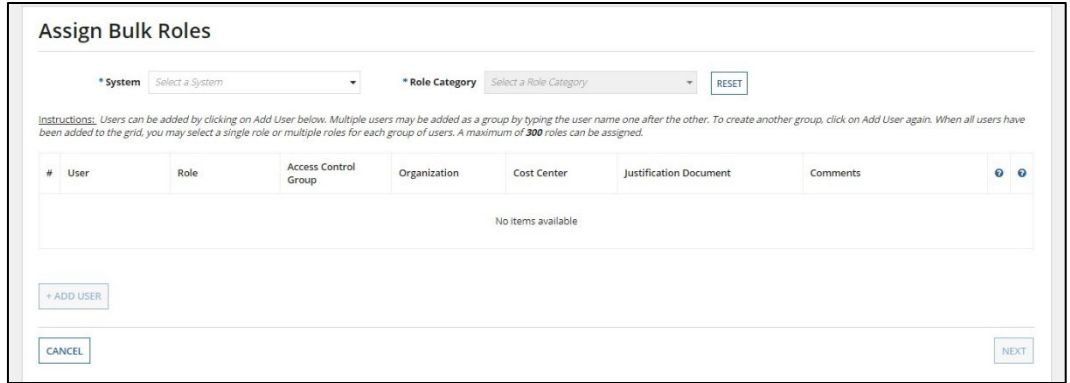 Assign Bulk Roles
* System Select a System * Role Category Select a Role Category RESET
Instructions: Users can be added by clicking on Add User below. Multiple users may be added as a group by typing the user name one after the other. To create another group, click on Add User again. When all users have
been added to the grid, you may select a single role or multiple roles for each group of users. A maximum of 300 roles can be assigned.
# User Role Access Control Group Organization Cost Center Justification Document Comments ? ?
No items available
+ ADD USER
CANCEL NEXT